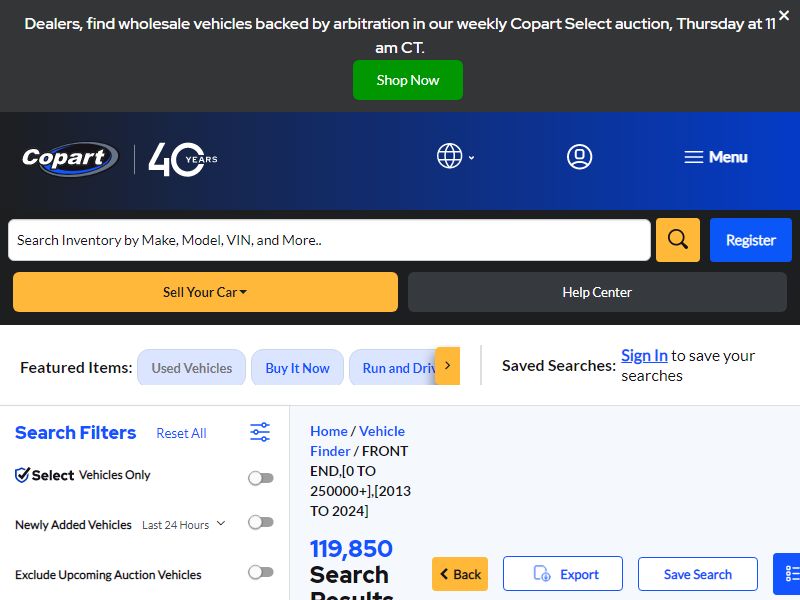 Dealers, find wholesale vehicles backed by arbitration in our weekly Copart Select auction, Thursday at 11
am CT.
Shop Now
Copart 40 YEARS
Menu
Search Inventory by Make, Model, VIN, and More..
Register
Sell Your Car
Help Center
Featured Items: Used Vehicles Buy It Now Run and Driv
Saved Searches: Sign In to save your
searches
Search Filters Reset All
Select Vehicles Only
Newly Added Vehicles Last 24 Hours
Exclude Upcoming Auction Vehicles
Home / Vehicle
Finder / FRONT
END,[0 TO
250000+],[2013
TO 2024]
119,850
Search
Results
Back Export Save Search